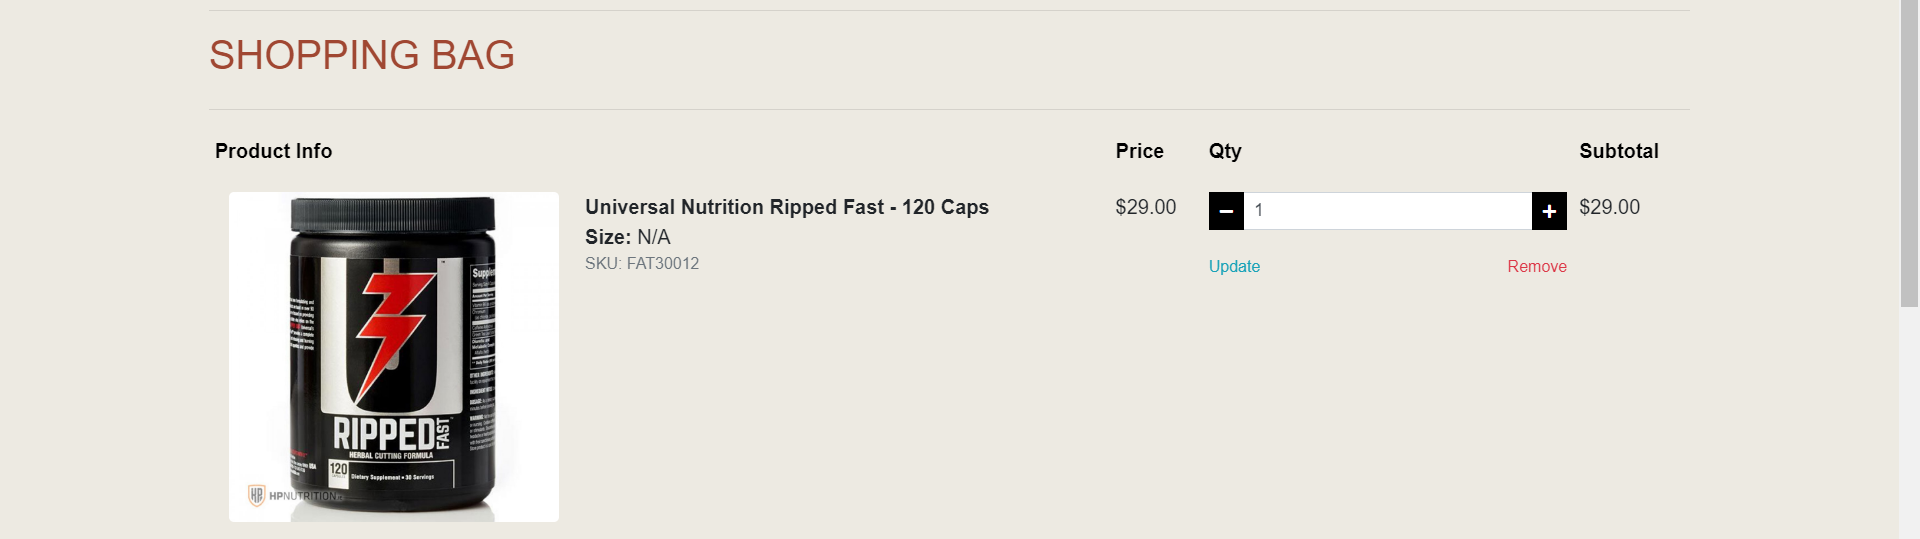 SHOPPING BAG
Product Info Price Qty Subtotal
Universal Nutrition Ripped Fast - 120 Caps $29.00 − 1 + $29.00
Size: N/A
SKU: FAT30012
Update Remove
RIPPED FAST
HERBAL CUTTING FORMULA
120
Dietary Supplement • 30 Servings
HPNUTRITION